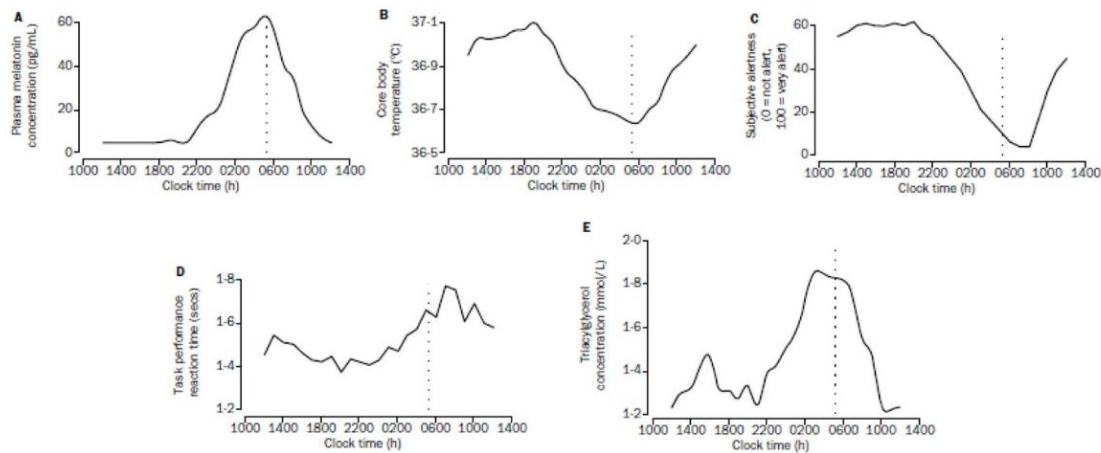 A
Plasma melatonin
concentration (pg/mL)
60
40
20
0
1000 1400 1800 2200 0200 0600 1000 1400
Clock time (h)
B
Core body
temperature (°C)
37·1
36·9
36·7
36·5
1000 1400 1800 2200 0200 0600 1000 1400
Clock time (h)
C
Subjective alertness
(0 = not alert,
100 = very alert)
60
40
20
0
1000 1400 1800 2200 0200 0600 1000 1400
Clock time (h)
D
Task performance
reaction time (secs)
1·8
1·6
1·4
1·2
1000 1400 1800 2200 0200 0600 1000 1400
Clock time (h)
E
Triacylglycerol
concentration (mmol/L)
2·0
1·8
1·6
1·4
1·2
1000 1400 1800 2200 0200 0600 1000 1400
Clock time (h)